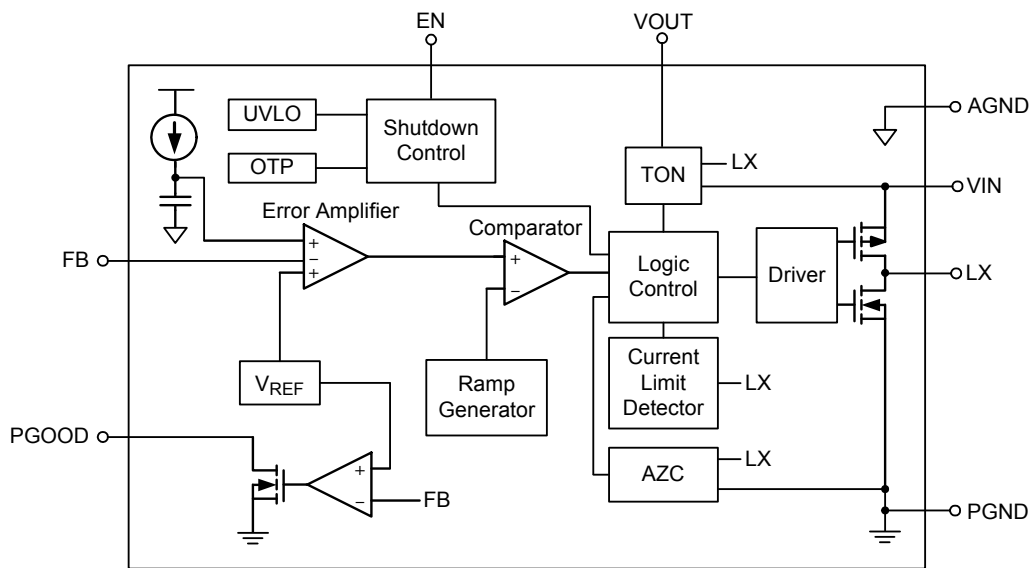 EN
VOUT
AGND
UVLO
Shutdown
Control
OTP
TON
LX
VIN
Error Amplifier
Comparator
+
−
+
FB
+
−
Logic
Control
Driver
LX
VREF
Ramp
Generator
Current
Limit
Detector
LX
PGOOD
+
−
FB
AZC
LX
PGND